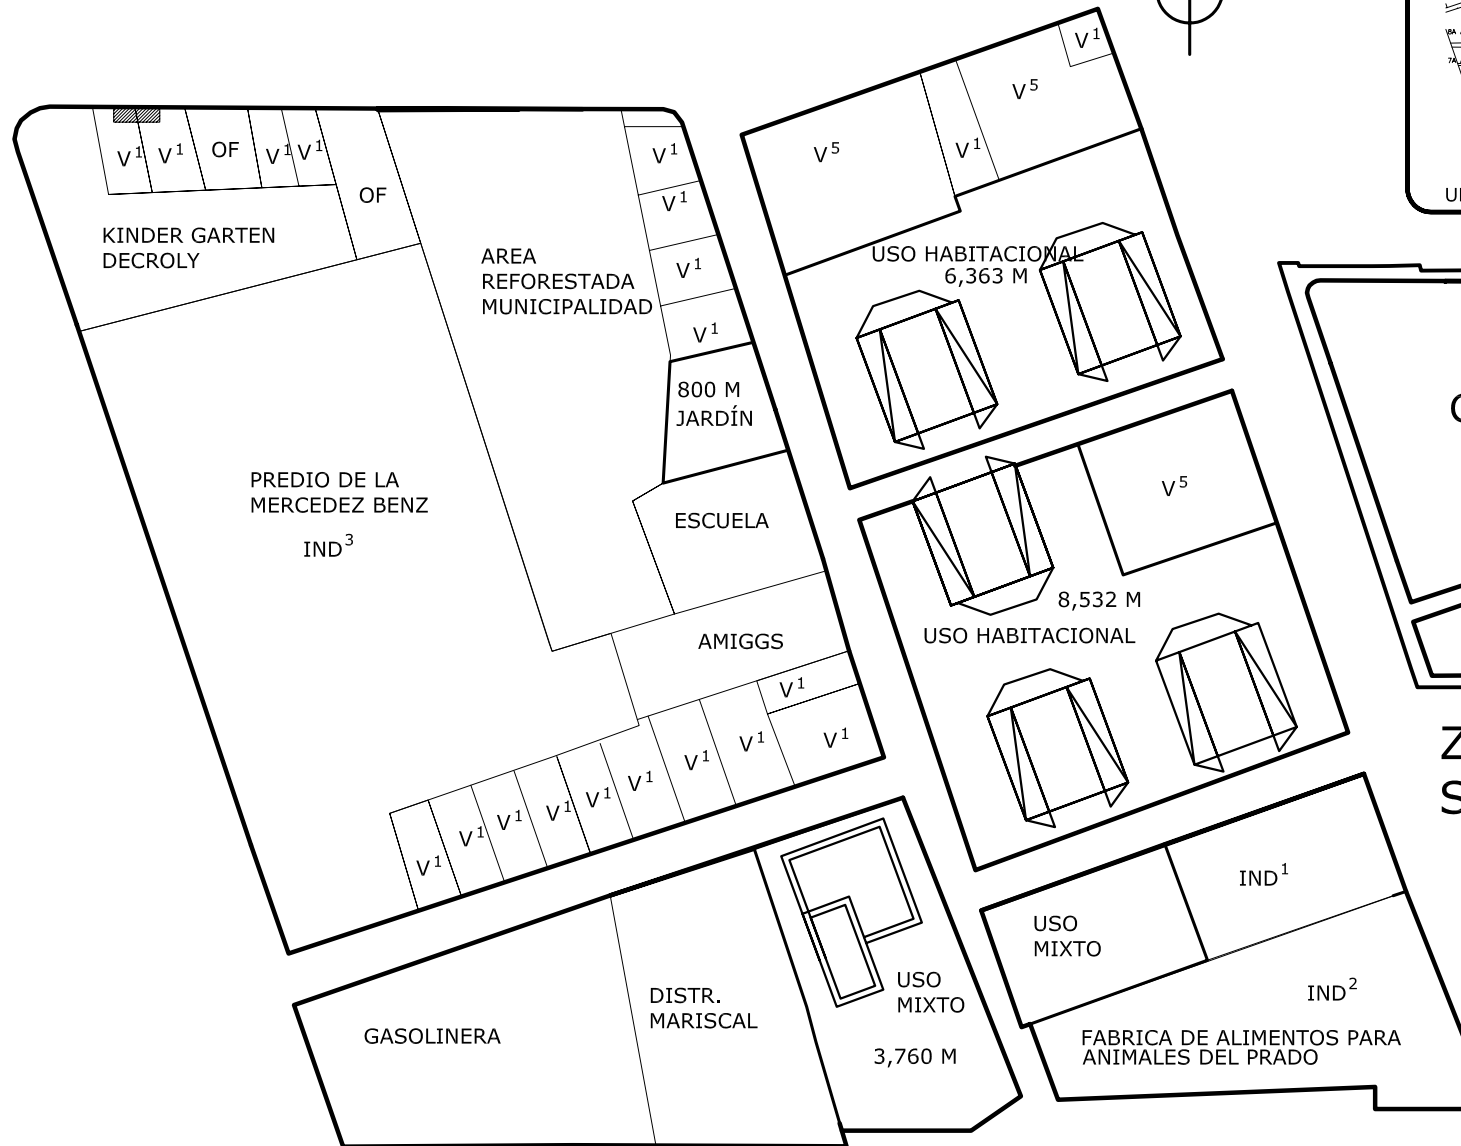 V1
V5
V1
V5
V1
V1
OF
V1
V1
OF
V1
V1
V1
V1
KINDER GARTEN
DECROLY
AREA
REFORESTADA
MUNICIPALIDAD
USO HABITACIONAL
6,363 M
800 M
JARDÍN
PREDIO DE LA
MERCEDEZ BENZ
IND3
ESCUELA
V5
8,532 M
USO HABITACIONAL
AMIGGS
V1
V1
V1
V1
V1
V1
V1
V1
V1
V1
IND1
USO
MIXTO
IND2
FABRICA DE ALIMENTOS PARA
ANIMALES DEL PRADO
USO
MIXTO
3,760 M
DISTR.
MARISCAL
GASOLINERA
8A
7A